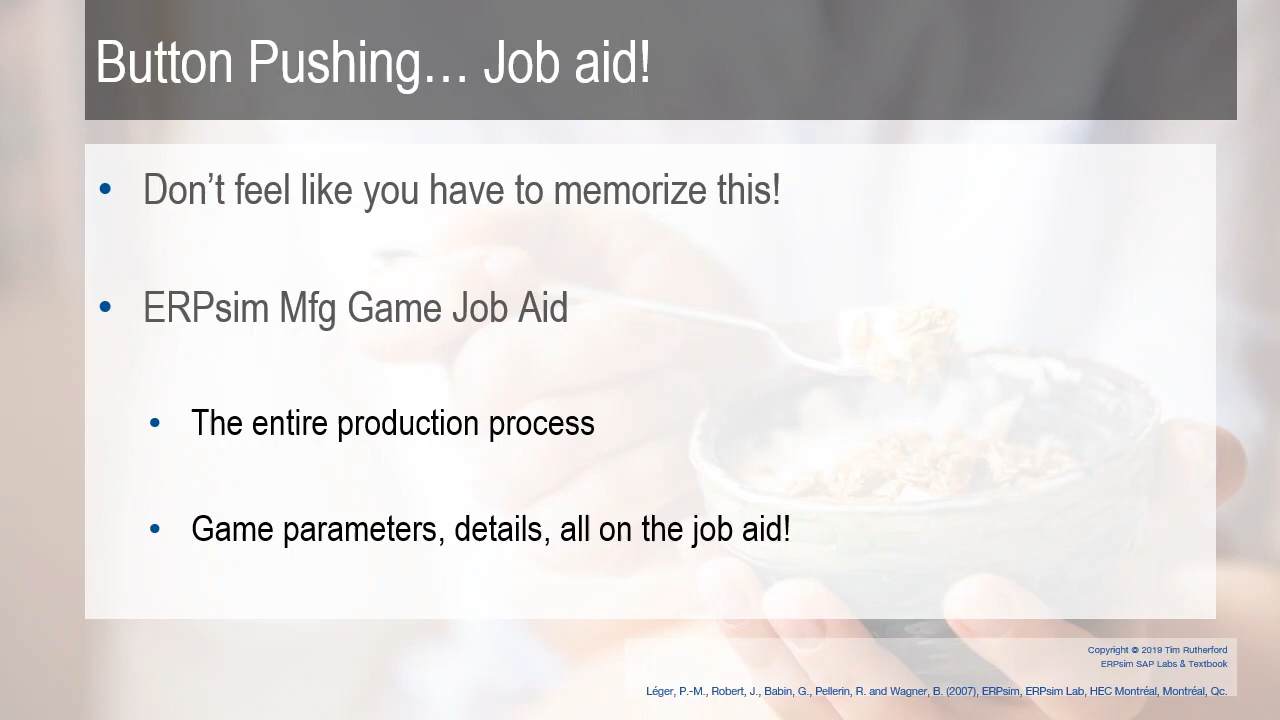 Button Pushing… Job aid!
• Don’t feel like you have to memorize this!
• ERPsim Mfg Game Job Aid
• The entire production process
• Game parameters, details, all on the job aid!
Copyright © 2019 Tim Rutherford
ERPsim SAP Labs & Textbook
Léger, P.-M., Robert, J., Babin, G., Pellerin, R. and Wagner, B. (2007), ERPsim, ERPsim Lab, HEC Montréal, Montréal, Qc.